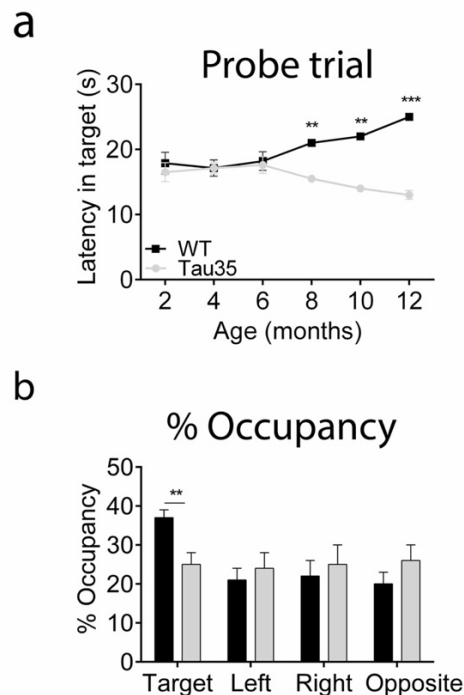 a
Probe trial
Latency in target (s)
30
20
10
0
** ** ***
WT
Tau35
2 4 6 8 10 12
Age (months)
b
% Occupancy
% Occupancy
50
40
30
20
10
0
**
Target Left Right Opposite